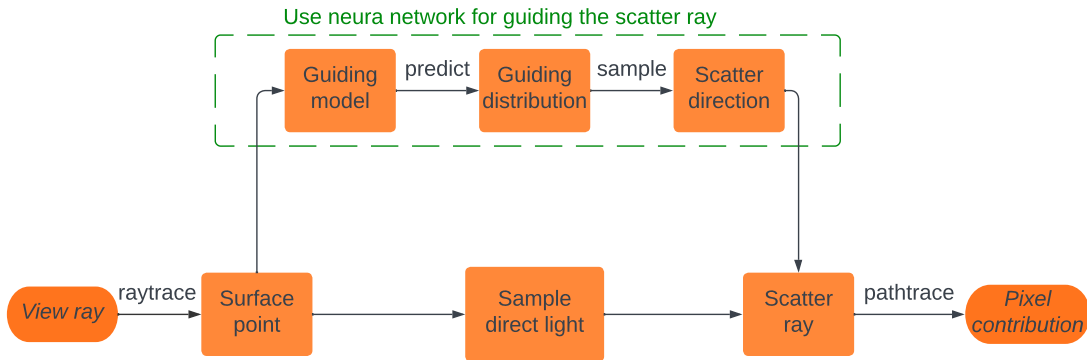 Use neura network for guiding the scatter ray
Guiding
model
predict
Guiding
distribution
sample
Scatter
direction
View ray
raytrace
Surface
point
Sample
direct light
Scatter
ray
pathtrace
Pixel
contribution